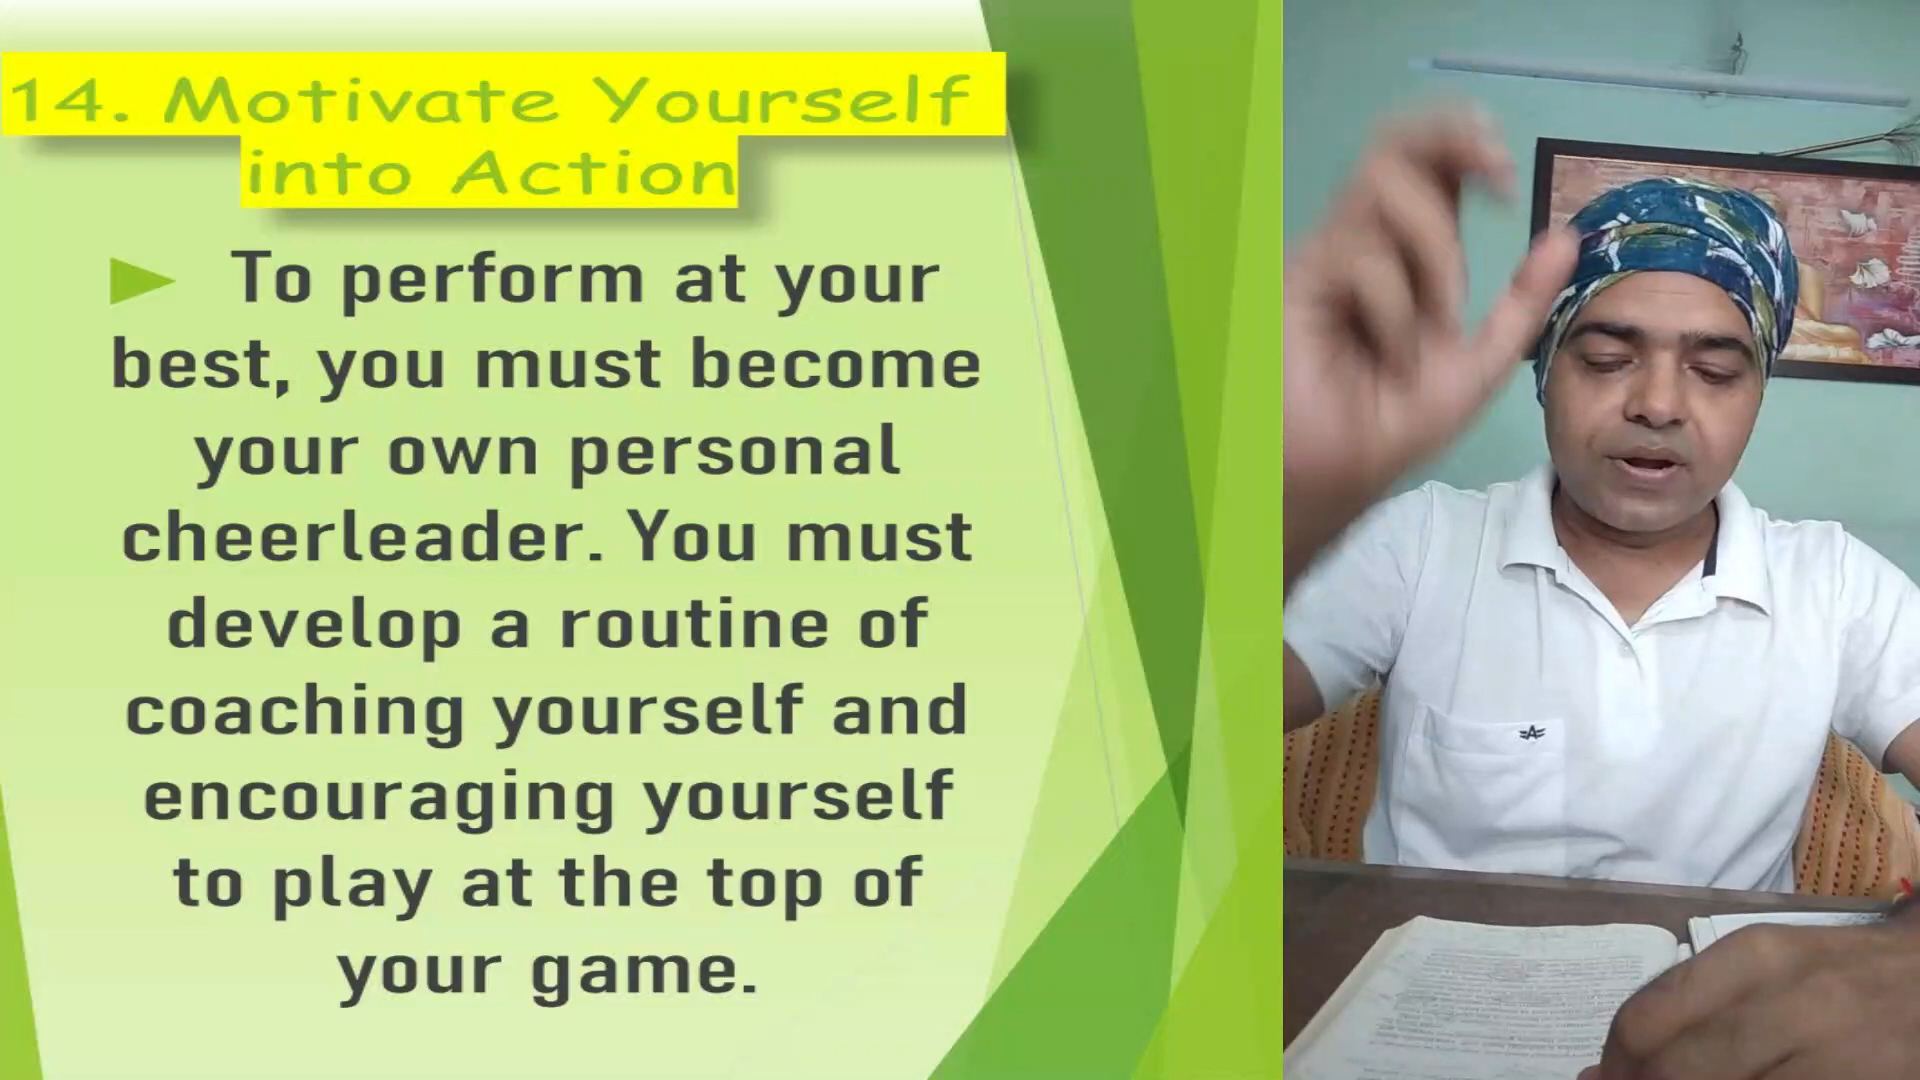 14. Motivate Yourself
into Action
To perform at your
best, you must become
your own personal
cheerleader. You must
develop a routine of
coaching yourself and
encouraging yourself
to play at the top of
your game.